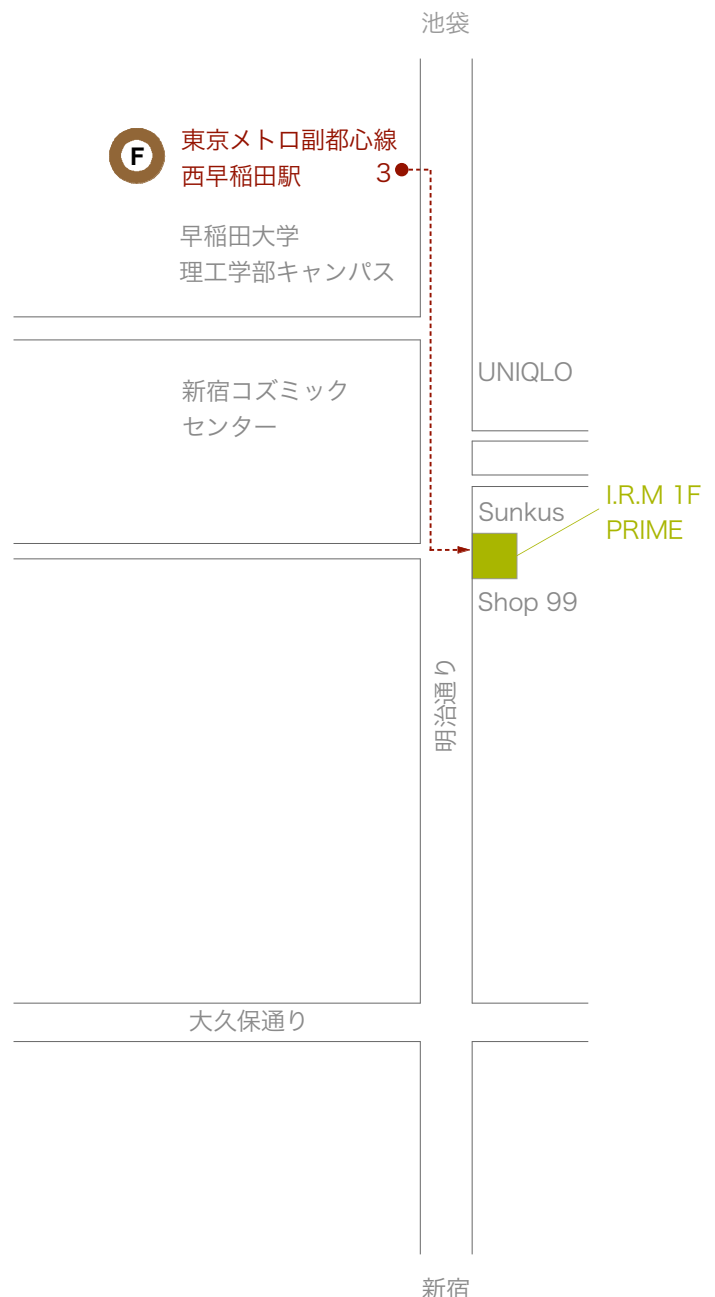 池袋
F
東京メトロ副都心線
西早稲田駅
3
早稲田大学
理工学部キャンパス
UNIQLO
新宿コズミック
センター
I.R.M 1F
PRIME
Sunkus
Shop 99
明治通り
大久保通り
新宿